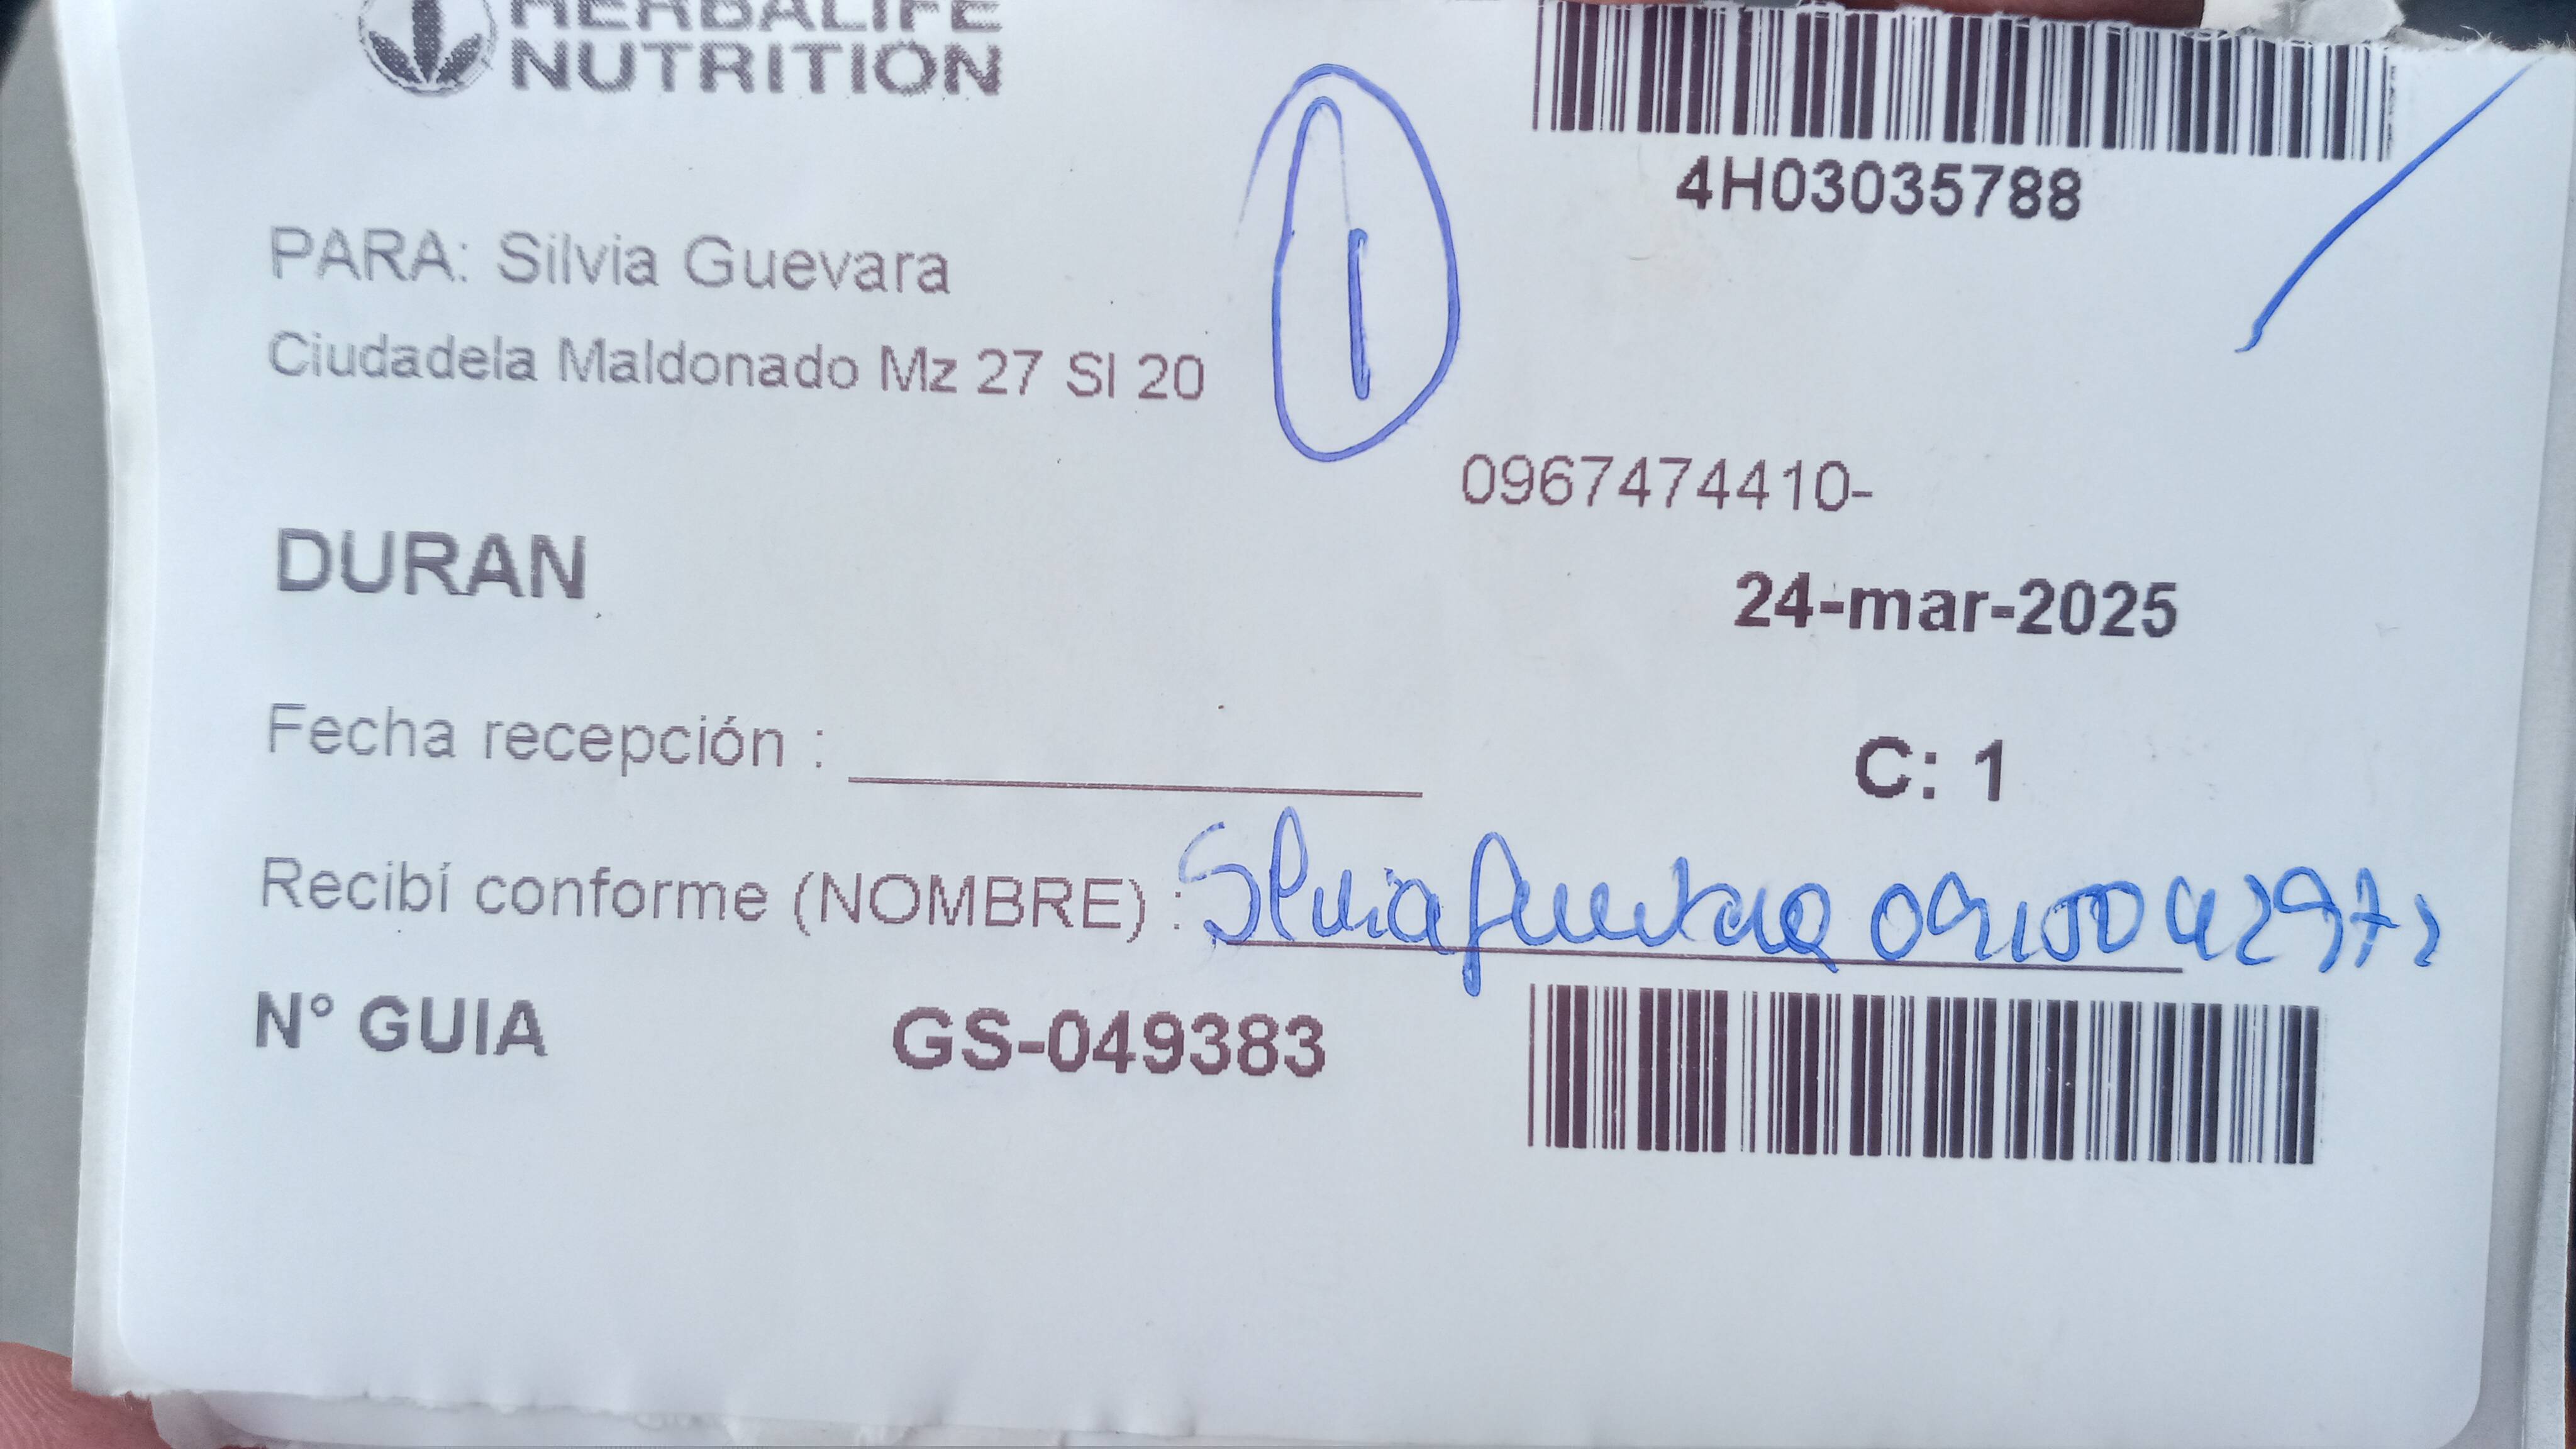 HERBALIFE
NUTRITION
4H03035788
1
PARA: Silvia Guevara
Ciudadela Maldonado Mz 27 Sl 20
0967474410-
DURAN
24-mar-2025
Fecha recepción :
C: 1
Recibí conforme (NOMBRE) : Silvia Guevara
N° GUIA GS-049383